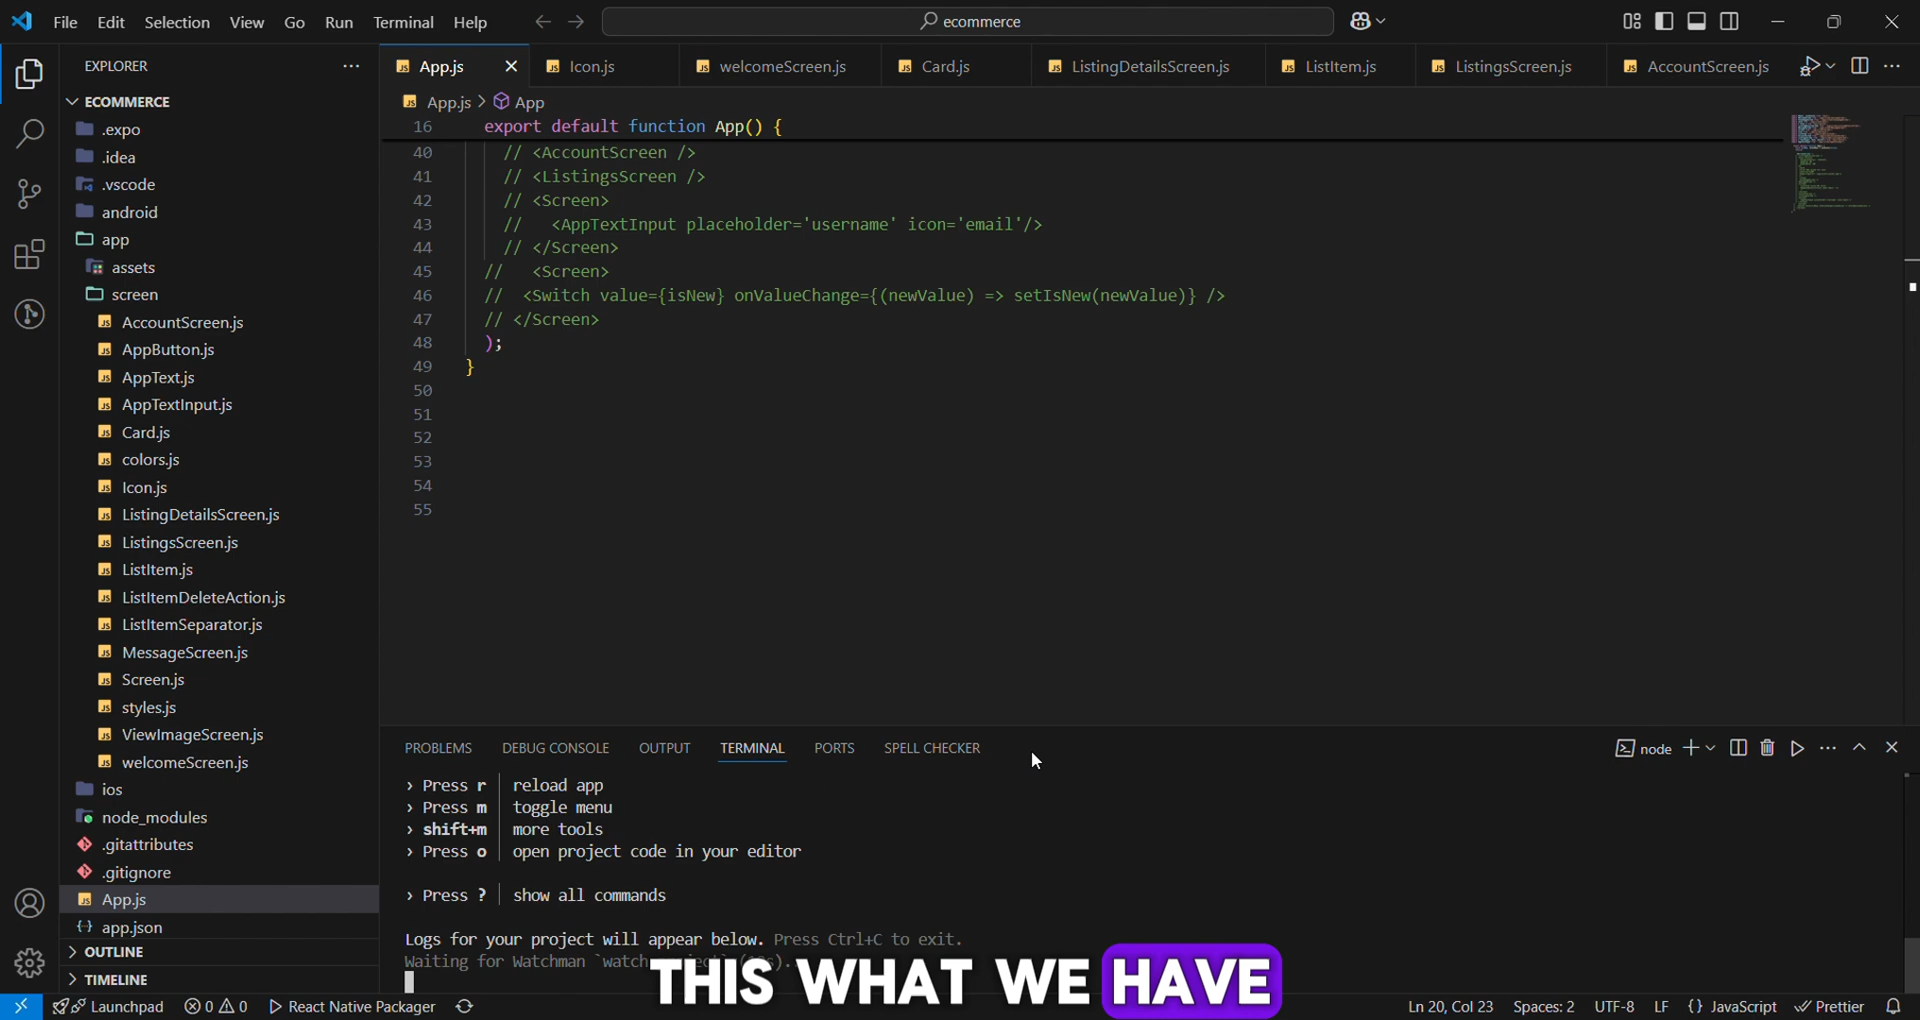 File Edit Selection View Go Run Terminal Help
ecommerce
EXPLORER
ECOMMERCE
.expo
.idea
.vscode
android
app
assets
screen
AccountScreen.js
AppButton.js
AppText.js
AppTextInput.js
Card.js
colors.js
Icon.js
ListingDetailsScreen.js
ListingsScreen.js
ListItem.js
ListItemDeleteAction.js
ListItemSeparator.js
MessageScreen.js
Screen.js
styles.js
ViewImageScreen.js
welcomeScreen.js
ios
node_modules
.gitattributes
.gitignore
App.js
app.json
OUTLINE
TIMELINE
App.js Icon.js welcomeScreen.js Card.js ListingDetailsScreen.js ListItem.js ListingsScreen.js AccountScreen.js
App.js > App
16 export default function App() {
40 // <AccountScreen />
41 // <ListingsScreen />
42 // <Screen>
43 //   <AppTextInput placeholder='username' icon='email'/>
44 // </Screen>
45 //   <Screen>
46 //  <Switch value={isNew} onValueChange={(newValue) => setIsNew(newValue)} />
47 // </Screen>
48 );
49 }
50
51
52
53
54
55
PROBLEMS DEBUG CONSOLE OUTPUT TERMINAL PORTS SPELL CHECKER
node
› Press r │ reload app
› Press m │ toggle menu
› shift+m │ more tools
› Press o │ open project code in your editor
› Press ? │ show all commands
Logs for your project will appear below. Press Ctrl+C to exit.
Waiting for Watchman `watch
THIS WHAT WE HAVE
Launchpad 0 0 React Native Packager Ln 20, Col 23 Spaces: 2 UTF-8 LF {} JavaScript Prettier